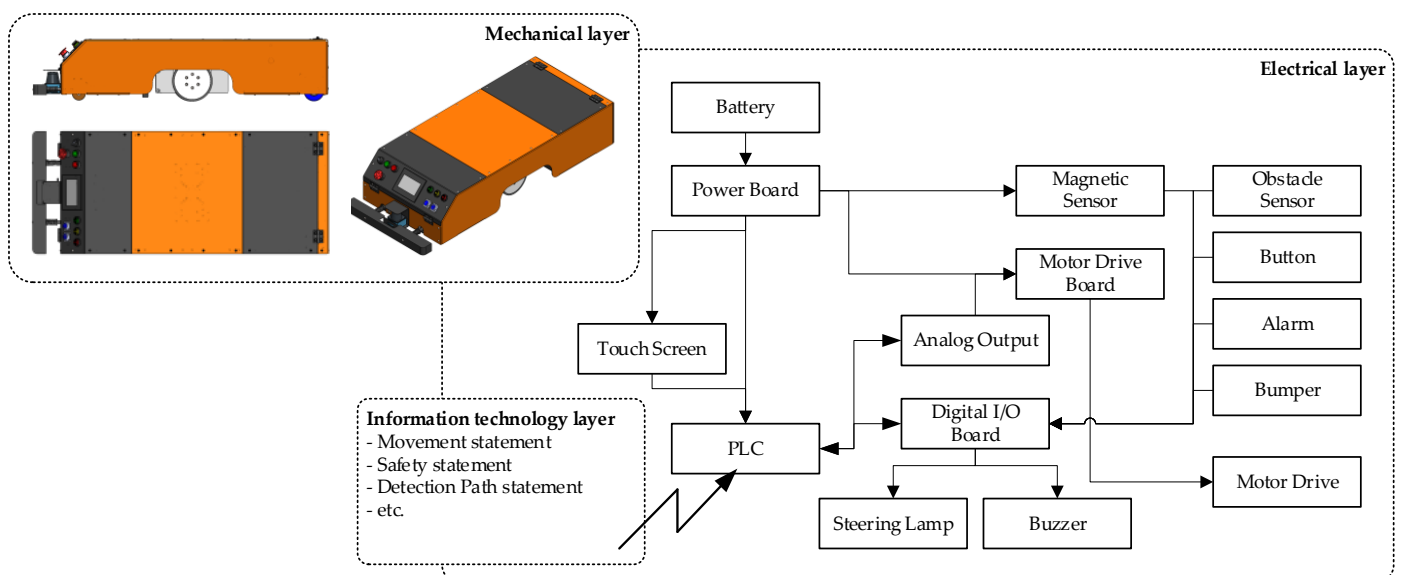 Mechanical layer
Electrical layer
Battery
Power Board
Magnetic
Sensor
Obstacle
Sensor
Button
Motor Drive
Board
Alarm
Touch Screen
Analog Output
Bumper
Information technology layer
- Movement statement
- Safety statement
- Detection Path statement
- etc.
PLC
Digital I/O
Board
Motor Drive
Steering Lamp
Buzzer